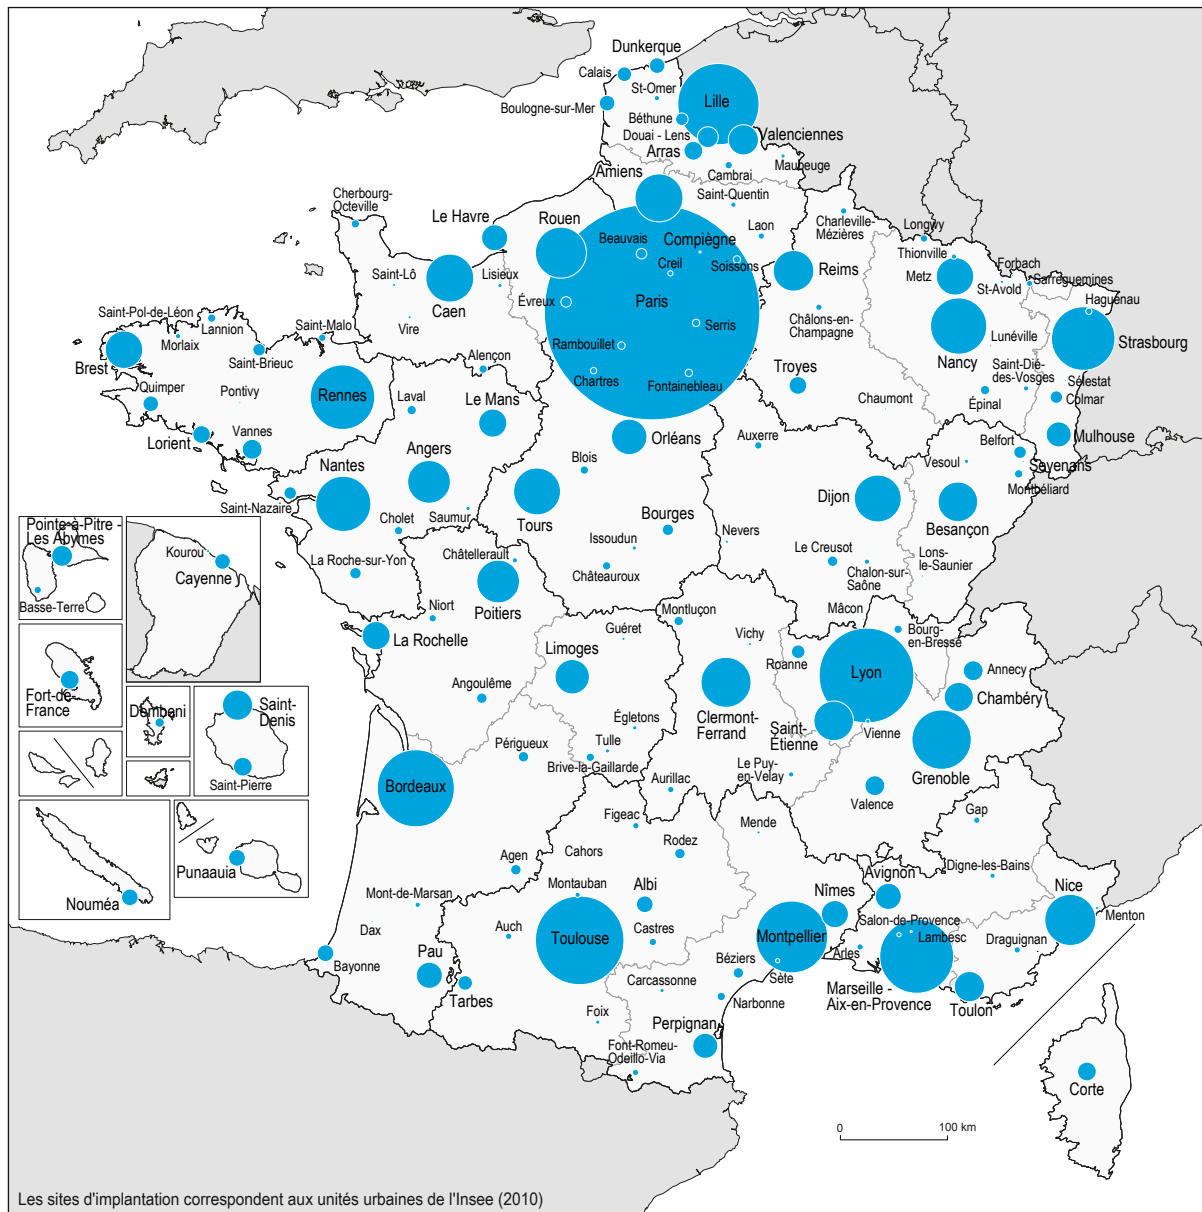 Dunkerque
Calais
St-Omer
Boulogne-sur-Mer
Lille
Béthune
Douai - Lens
Valenciennes
Arras
Maubeuge
Cambrai
Amiens
Saint-Quentin
Cherbourg-
Octeville
Le Havre
Rouen
Beauvais
Compiègne
Laon
Charleville-
Mézières
Longwy
Creil
Soissons
Thionville
Forbach
Reims
Metz
St-Avold
Sarreguemines
Saint-Lô
Lisieux
Caen
Évreux
Paris
Haguenau
Saint-Pol-de-Léon
Lannion
Saint-Malo
Vire
Serris
Châlons-en-
Champagne
Lunéville
Strasbourg
Morlaix
Brest
Saint-Brieuc
Alençon
Rambouillet
Nancy
Quimper
Pontivy
Rennes
Laval
Le Mans
Chartres
Fontainebleau
Troyes
Saint-Dié-
des-Vosges
Sélestat
Colmar
Chaumont
Épinal
Lorient
Vannes
Orléans
Auxerre
Mulhouse
Nantes
Angers
Blois
Belfort
Vesoul
Sevenans
Montbéliard
Saint-Nazaire
Tours
Dijon
Besançon
Cholet
Saumur
Bourges
Pointe-à-Pitre -
Les Abymes
Kourou
Cayenne
Basse-Terre
Issoudun
Nevers
Châtellerault
La Roche-sur-Yon
Châteauroux
Le Creusot
Chalon-sur-
Saône
Lons-
le-Saunier
Poitiers
Niort
Montluçon
Mâcon
La Rochelle
Guéret
Vichy
Bourg-
en-Bresse
Roanne
Lyon
Annecy
Limoges
Fort-de-
France
Dembeni
Saint-
Denis
Angoulême
Clermont-
Ferrand
Saint-
Étienne
Chambéry
Égletons
Vienne
Périgueux
Tulle
Brive-la-Gaillarde
Le Puy-
en-Velay
Grenoble
Saint-Pierre
Bordeaux
Aurillac
Valence
Figeac
Mende
Gap
Punaauia
Nouméa
Agen
Cahors
Rodez
Digne-les-Bains
Mont-de-Marsan
Montauban
Albi
Nîmes
Avignon
Nice
Menton
Salon-de-Provence
Lambesc
Dax
Auch
Toulouse
Castres
Montpellier
Arles
Draguignan
Bayonne
Pau
Tarbes
Béziers
Sète
Carcassonne
Narbonne
Marseille -
Aix-en-Provence
Toulon
Foix
Perpignan
Font-Romeu-
Odeillo-Via
Corte
0 100 km
Les sites d'implantation correspondent aux unités urbaines de l'Insee (2010)